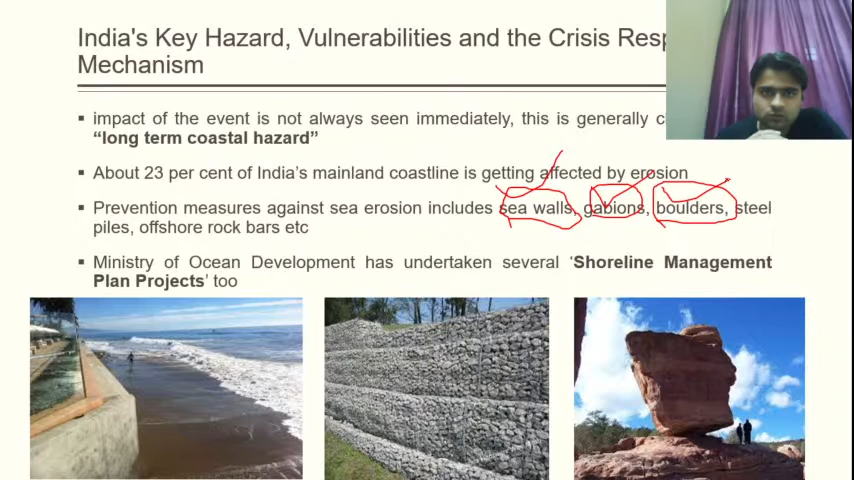 India's Key Hazard, Vulnerabilities and the Crisis Resp
Mechanism
▪ impact of the event is not always seen immediately, this is generally c
“long term coastal hazard”
▪ About 23 per cent of India’s mainland coastline is getting affected by erosion
▪ Prevention measures against sea erosion includes sea walls, gabions, boulders, steel
piles, offshore rock bars etc
▪ Ministry of Ocean Development has undertaken several ‘Shoreline Management
Plan Projects’ too